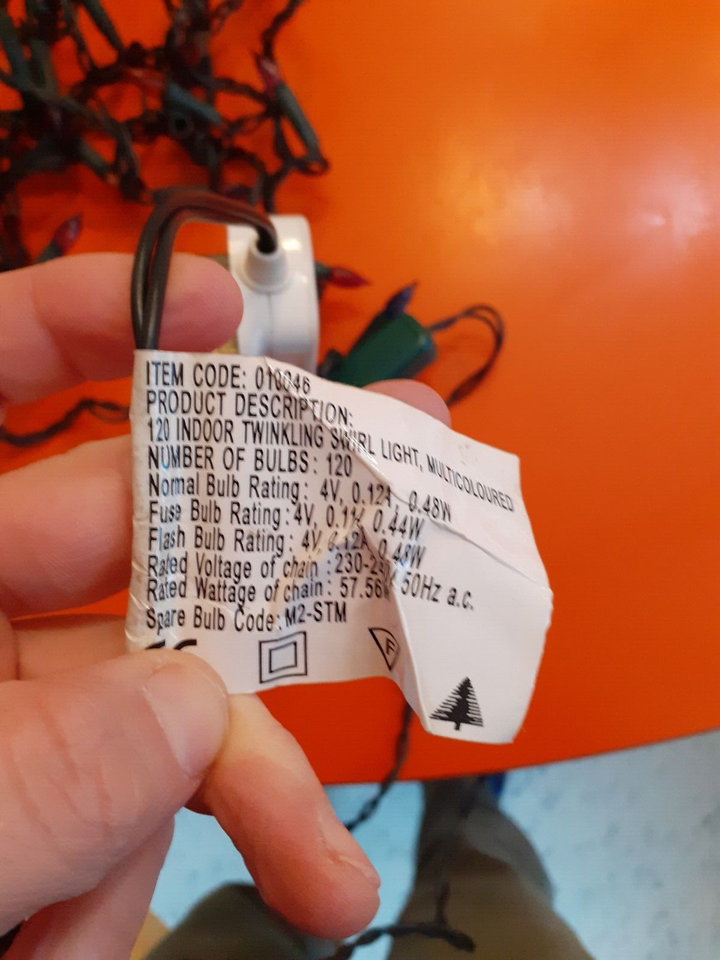 ITEM CODE: 010046
PRODUCT DESCRIPTION:
120 INDOOR TWINKLING SWIRL LIGHT, MULTICOLOURED
NUMBER OF BULBS: 120
Normal Bulb Rating: 4V, 0.12A 0.48W
Fuse Bulb Rating: 4V, 0.11A 0.44W
Flash Bulb Rating: 4V, 0.12A 0.48W
Rated Voltage of chain: 50Hz a.c.
Rated Wattage of chain: 57.56W
Spare Bulb Code: M2-STM
F